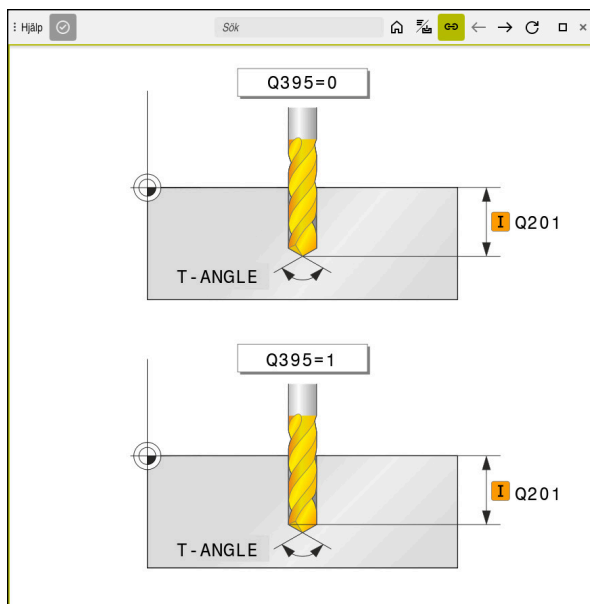 Hjälp
Sök
Q395=0
I Q201
T-ANGLE
Q395=1
I Q201
T-ANGLE